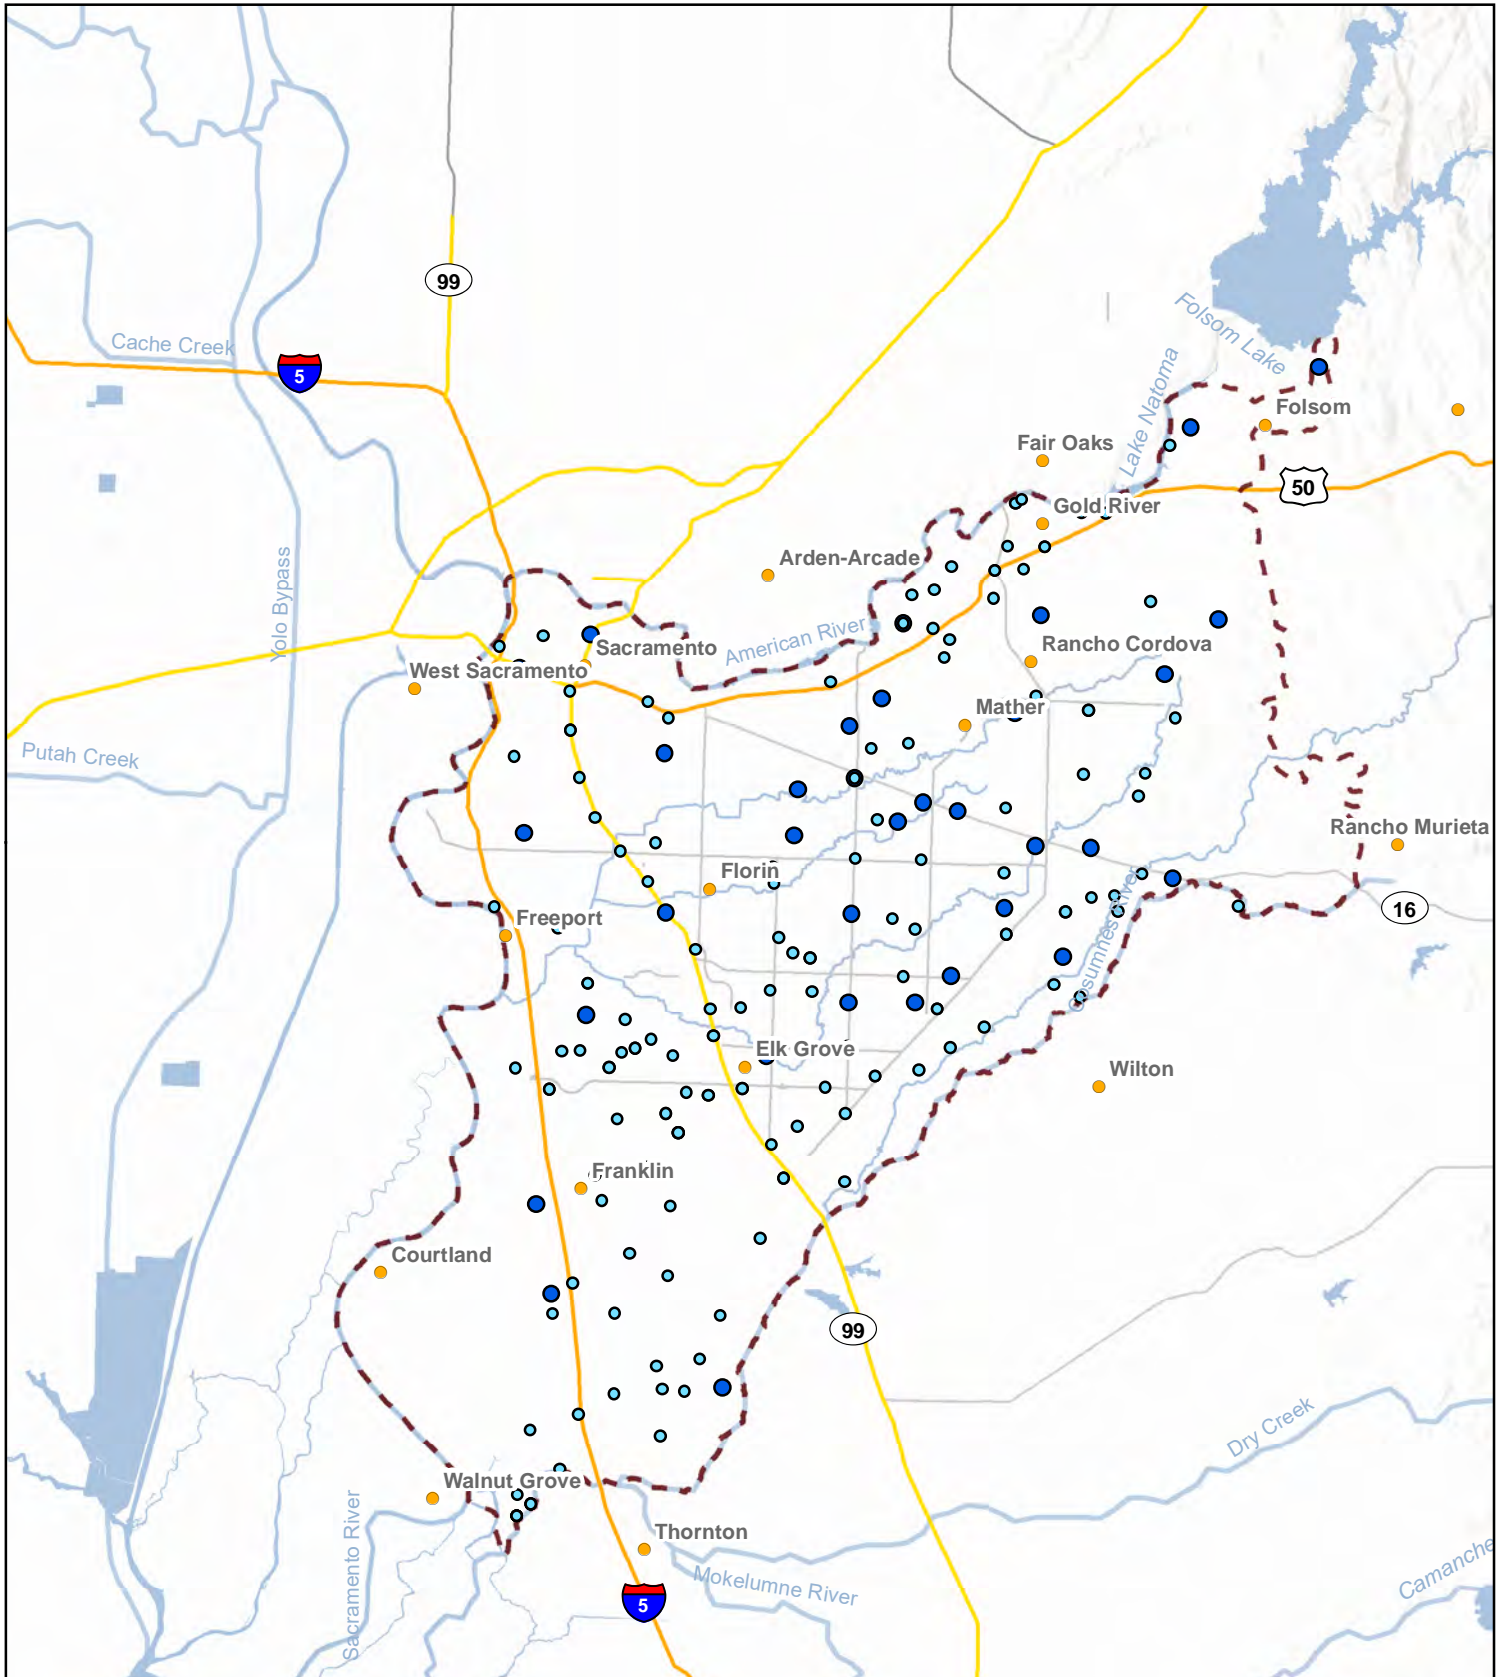 99
Cache Creek
5
Folsom Lake
Lake Natoma
Folsom
Fair Oaks
50
Gold River
Arden-Arcade
Yolo Bypass
American River
Sacramento
Rancho Cordova
West Sacramento
Mather
Putah Creek
Rancho Murieta
Florin
16
Freeport
Cosumnes River
Elk Grove
Wilton
Franklin
Courtland
99
Dry Creek
Walnut Grove
Sacramento River
Thornton
Mokelumne River
Camanche
5